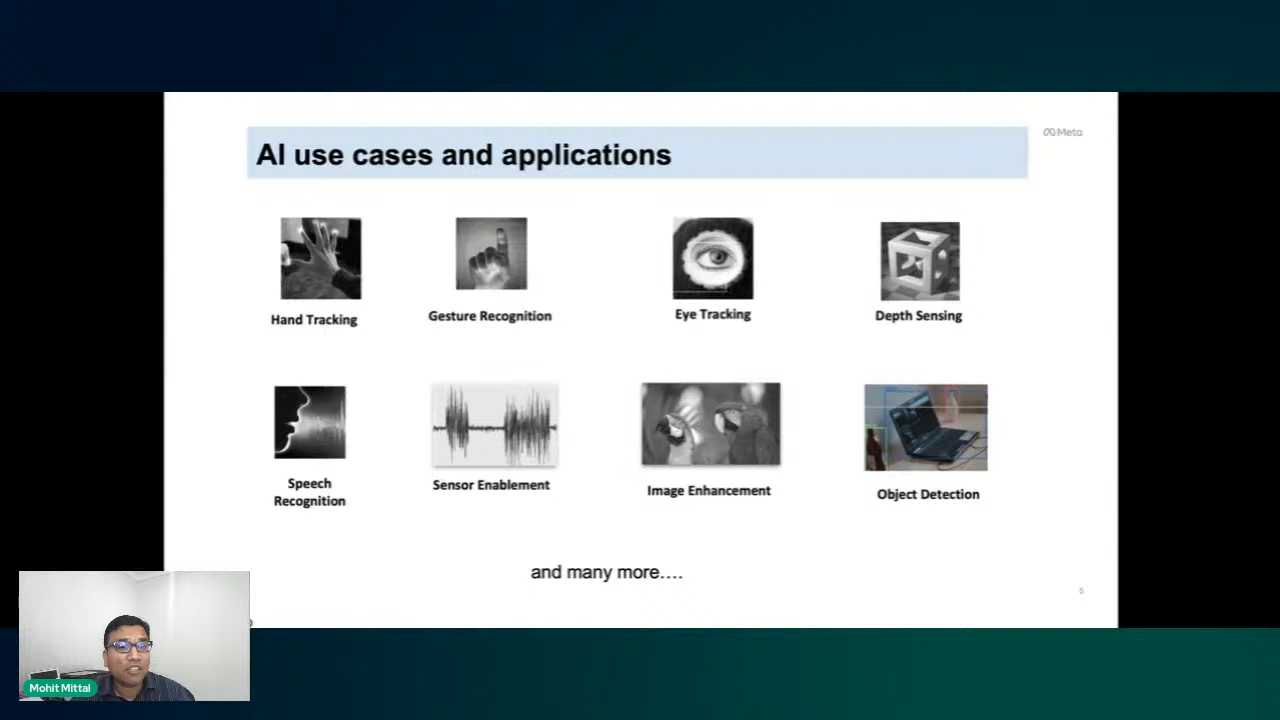 AI use cases and applications
Meta
Hand Tracking
Gesture Recognition
Eye Tracking
Depth Sensing
Speech
Recognition
Sensor Enablement
Image Enhancement
Object Detection
and many more....
5
Mohit Mittal